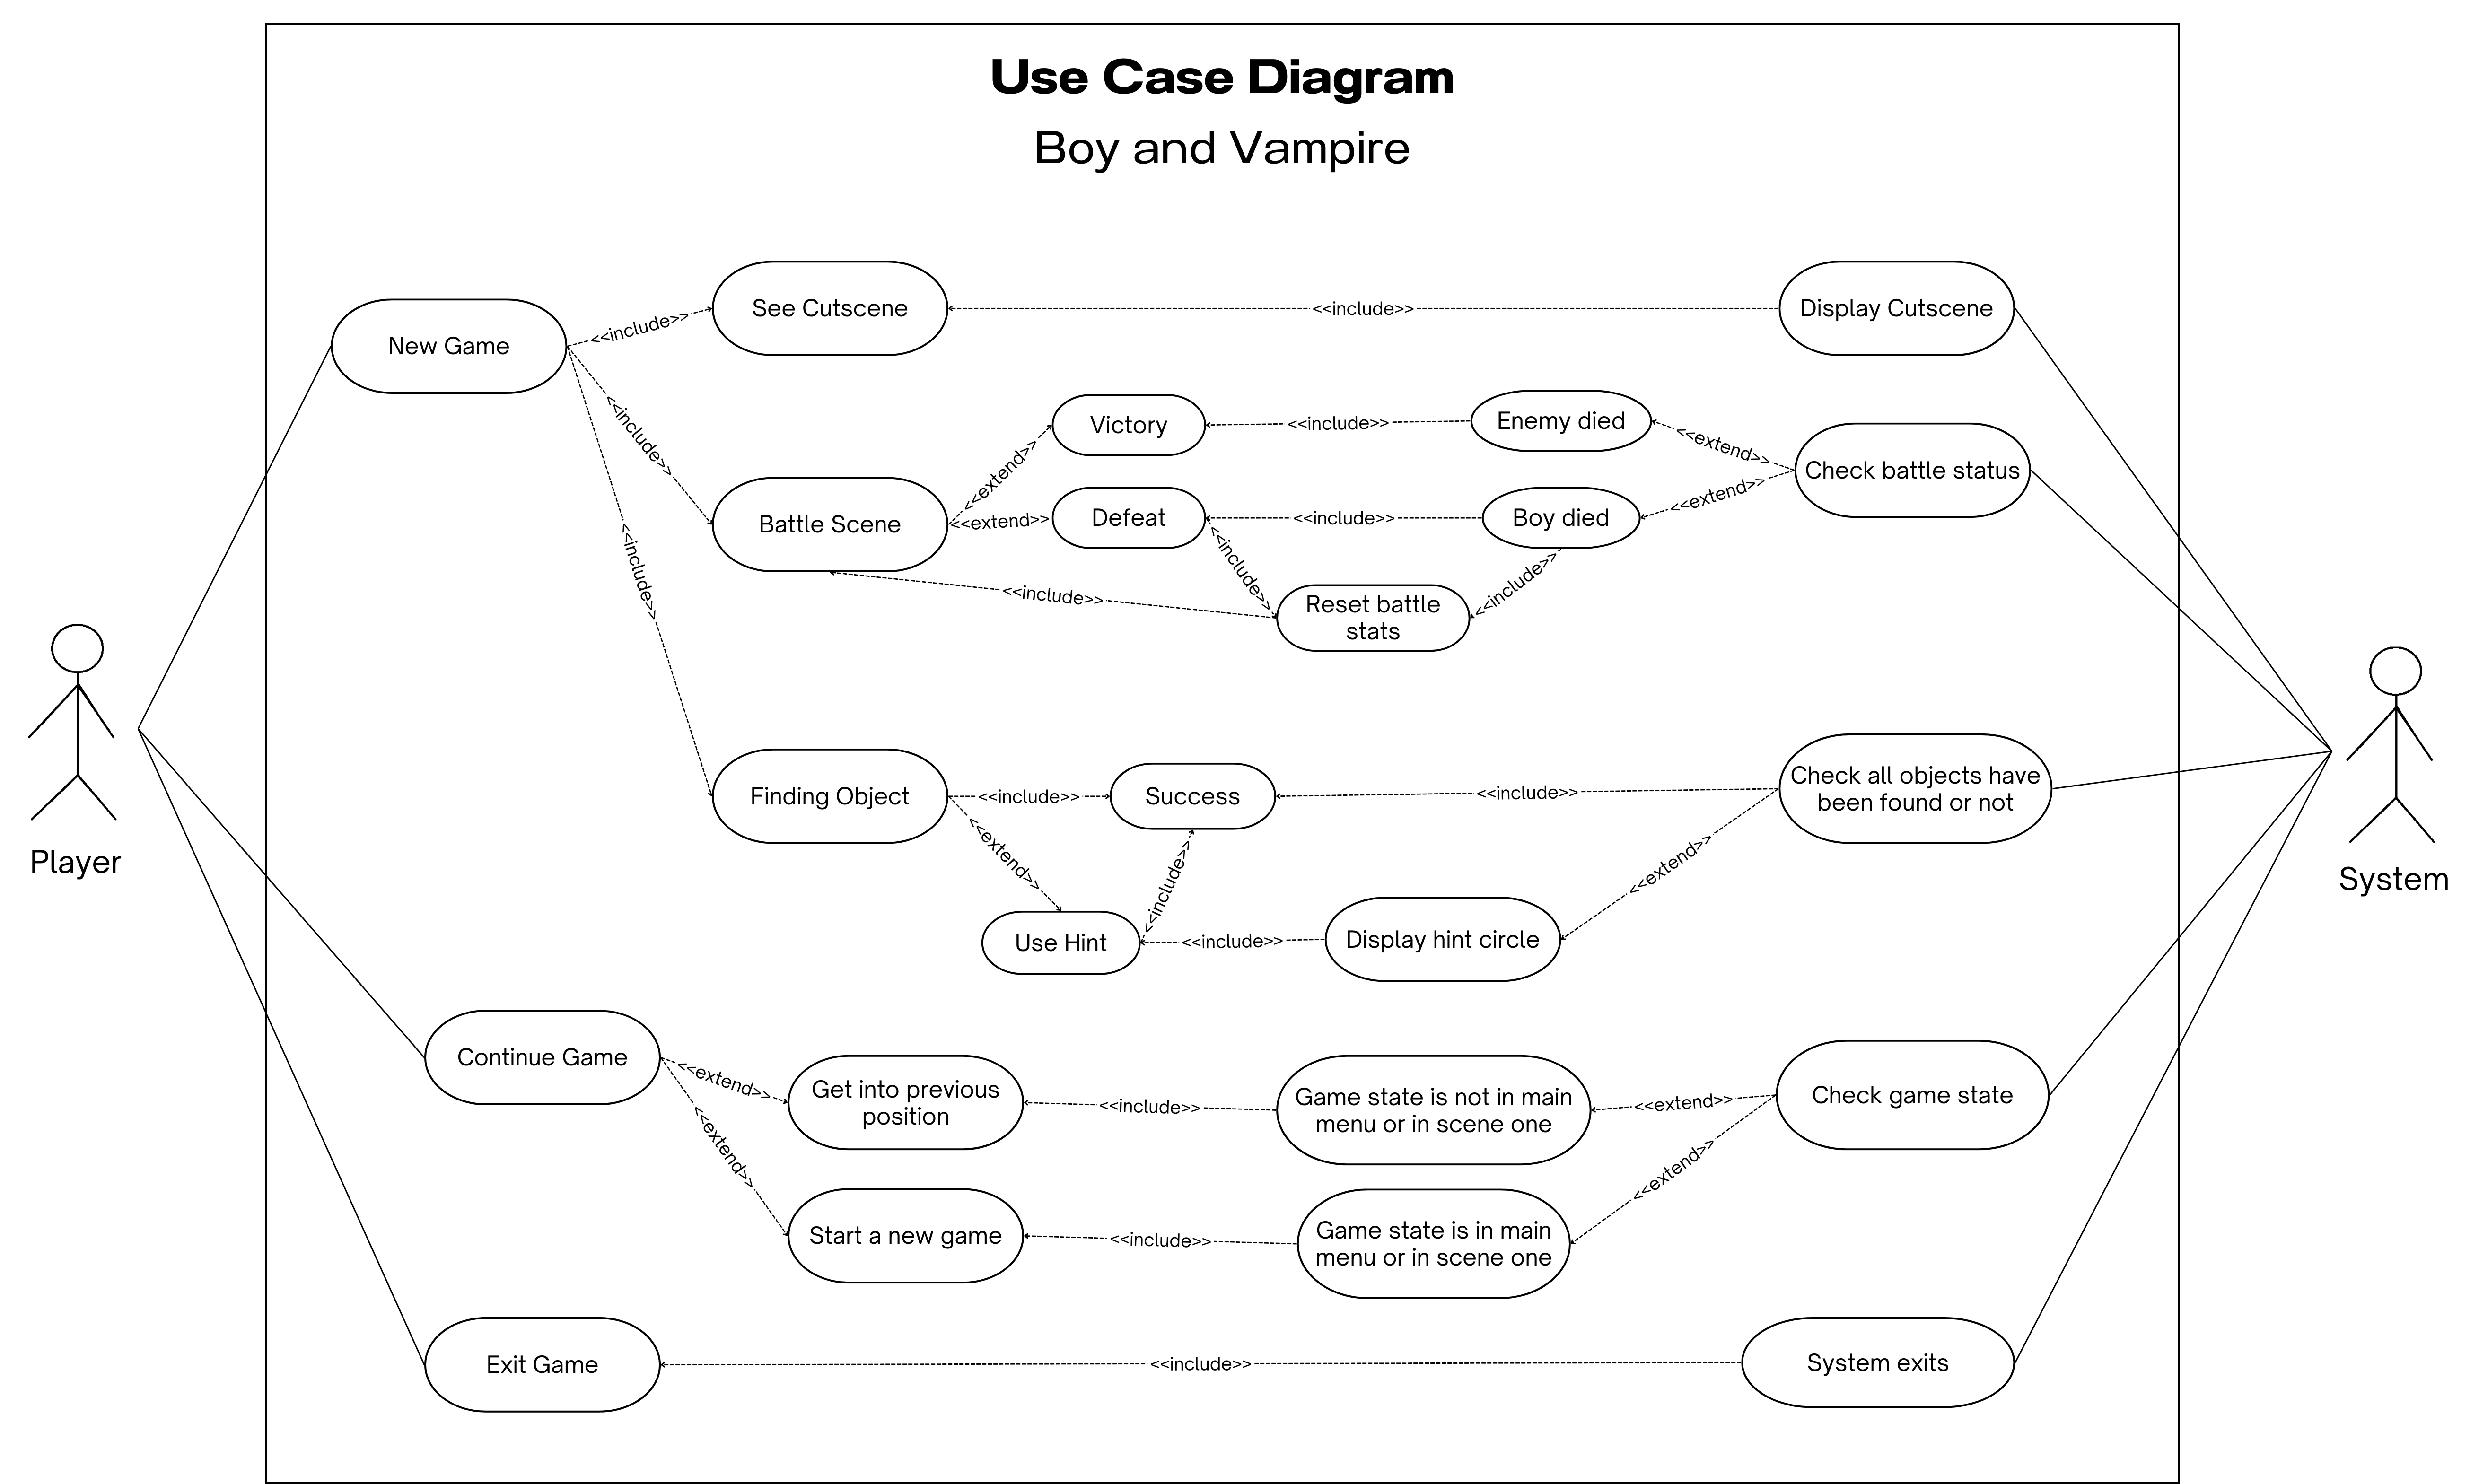 Use Case Diagram
Boy and Vampire
See Cutscene
<<include>>
Display Cutscene
New Game
<<include>>
<<include>>
<<include>>
Victory
<<include>>
Enemy died
<<extend>>
Check battle status
<<extend>>
<<extend>>
Battle Scene
<<extend>>
Defeat
<<include>>
Boy died
<<include>>
<<include>>
<<include>>
Reset battle
stats
Player
System
Finding Object
<<include>>
Success
<<include>>
Check all objects have
been found or not
<<extend>>
<<include>>
<<extend>>
Use Hint
<<include>>
Display hint circle
Continue Game
<<extend>>
<<extend>>
Get into previous
position
<<include>>
Game state is not in main
menu or in scene one
<<extend>>
Check game state
<<extend>>
Start a new game
<<include>>
Game state is in main
menu or in scene one
Exit Game
<<include>>
System exits